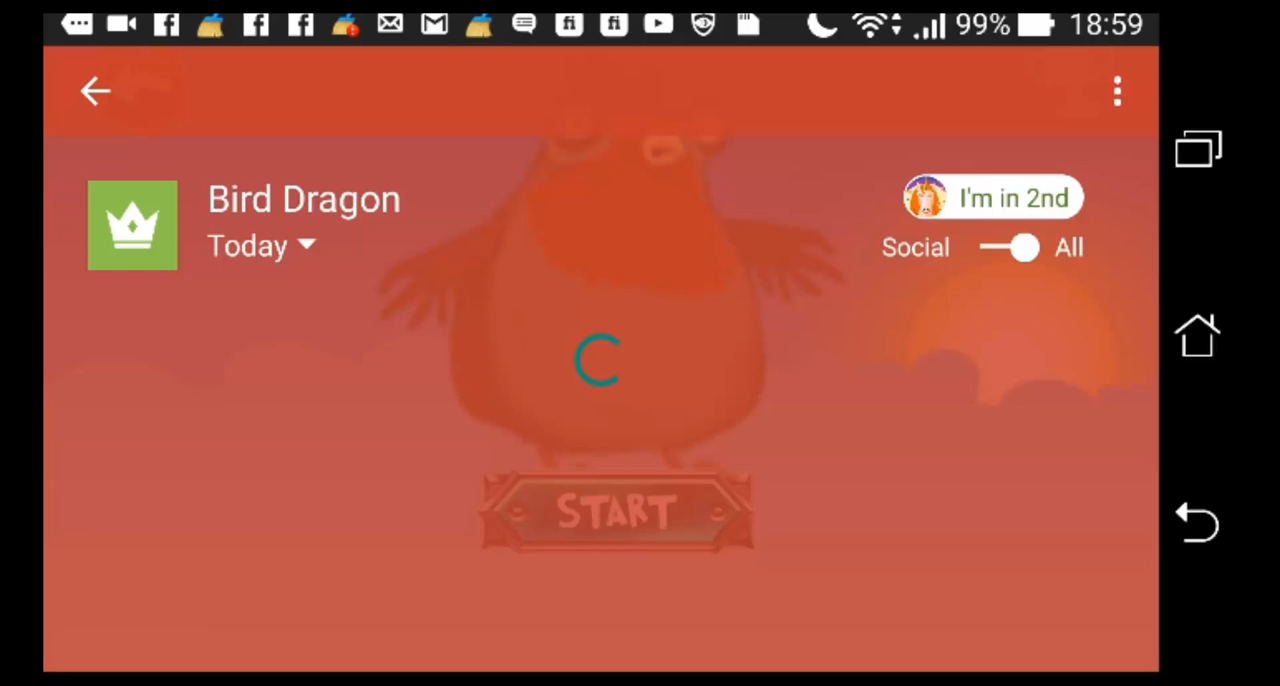 99% 18:59
Bird Dragon
I'm in 2nd
Today
Social All
START